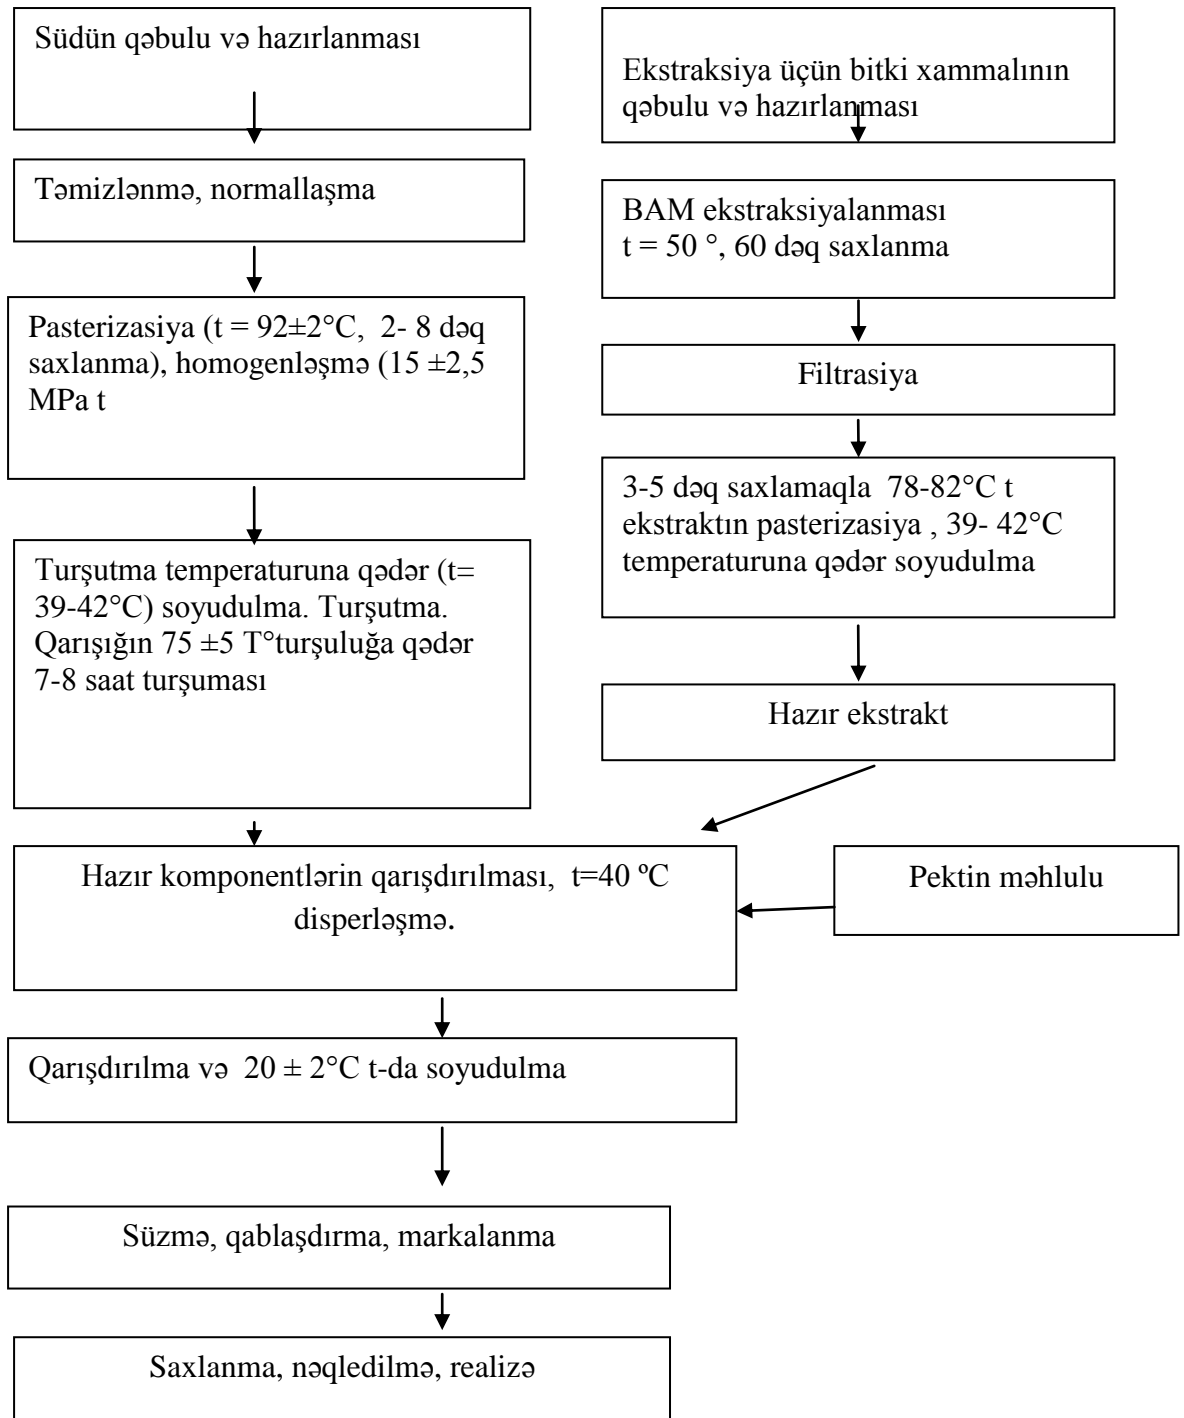 Südün qəbulu və hazırlanması
Təmizlənmə, normallaşma
Pasterizasiya (t = 92±2°C,  2- 8 dəq
saxlanma), homogenləşmə (15 ±2,5
MPa t
Turşutma temperaturuna qədər (t=
39-42°C) soyudulma. Turşutma.
Qarışığın 75 ±5 T°turşuluğa qədər
7-8 saat turşuması
Ekstraksiya üçün bitki xammalının
qəbulu və hazırlanması
BAM ekstraksiyalanması
t = 50 °, 60 dəq saxlanma
Filtrasiya
3-5 dəq saxlamaqla  78-82°C t
ekstraktın pasterizasiya , 39- 42°C
temperaturuna qədər soyudulma
Hazır ekstrakt
Hazır komponentlərin qarışdırılması,  t=40 ºC
disperləşmə.
Pektin məhlulu
Qarışdırılma və  20 ± 2°C t-da soyudulma
Süzmə, qablaşdırma, markalanma
Saxlanma, nəqledilmə, realizə